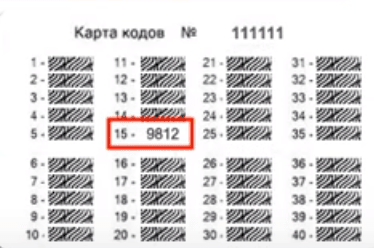 Карта кодов № 111111
1 - 11 - 21 - 31 -
2 - 12 - 22 - 32 -
3 - 13 - 23 - 33 -
4 - 14 - 24 - 34 -
5 - 15 - 9812 25 - 35 -
6 - 16 - 26 - 36 -
7 - 17 - 27 - 37 -
8 - 18 - 28 - 38 -
9 - 19 - 29 - 39 -
10 - 20 - 30 - 40 -